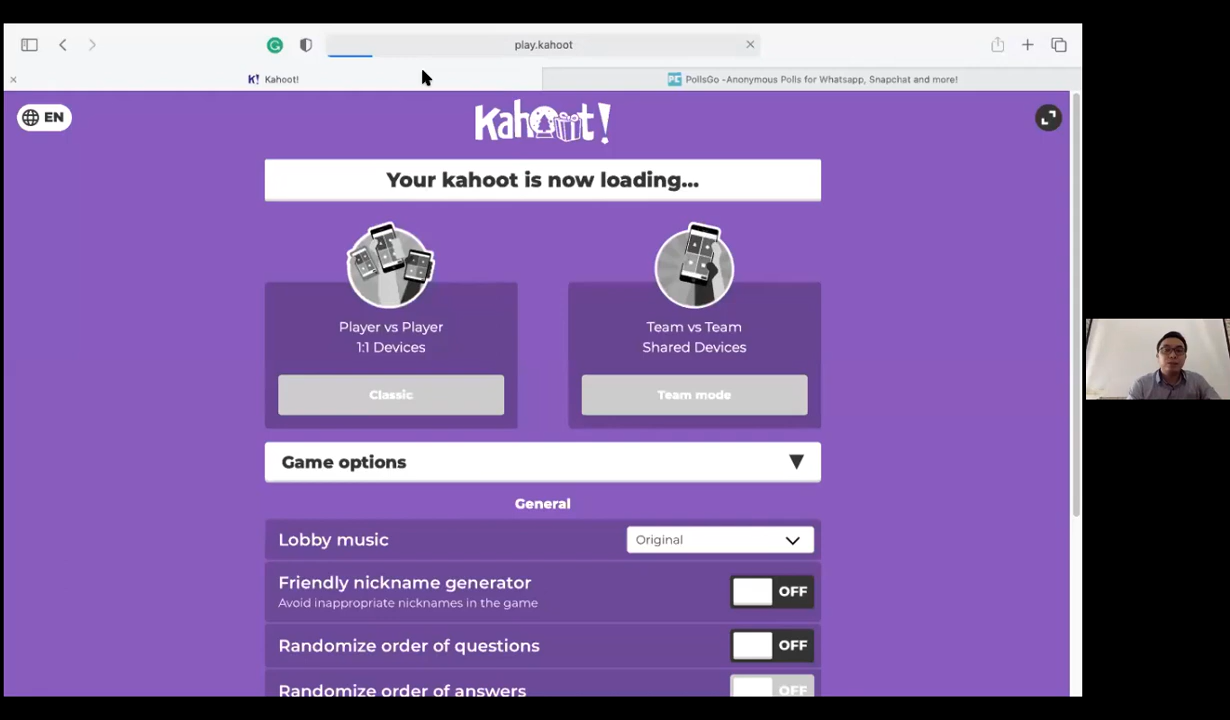 play.kahoot
K! Kahoot!
PG PollsGo -Anonymous Polls for Whatsapp, Snapchat and more!
EN
Kahoot!
Your kahoot is now loading...
Player vs Player
1:1 Devices
Classic
Team vs Team
Shared Devices
Team mode
Game options
General
Lobby music
Original
Friendly nickname generator
Avoid inappropriate nicknames in the game
OFF
Randomize order of questions
OFF
Randomize order of answers
OFF